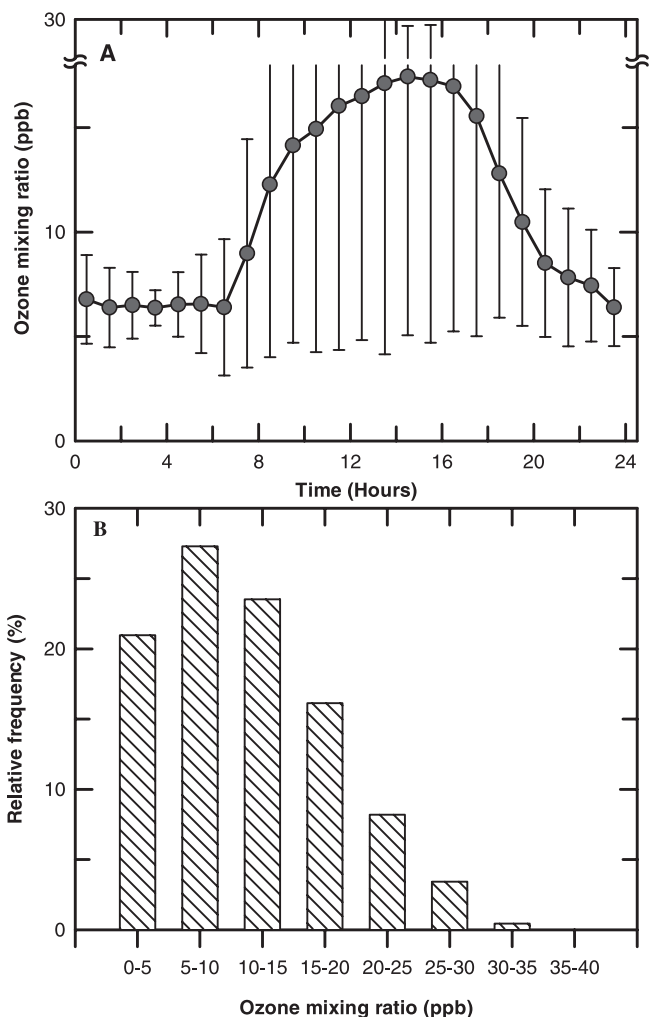 30
A
10
0
Ozone mixing ratio (ppb)
0 4 8 12 16 20 24
Time (Hours)
30
B
20
10
0
Relative frequency (%)
0-5 5-10 10-15 15-20 20-25 25-30 30-35 35-40
Ozone mixing ratio (ppb)